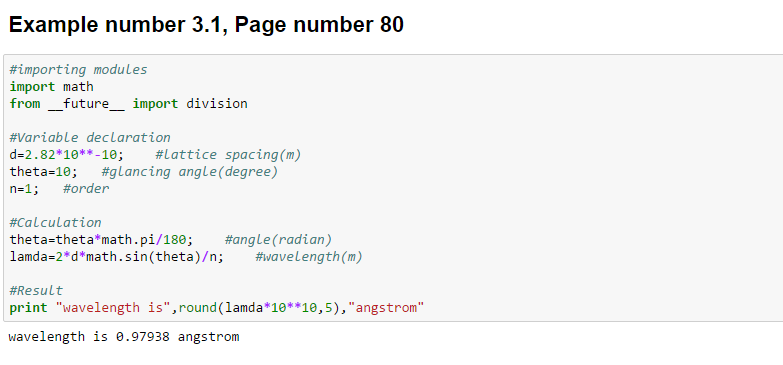 Example number 3.1, Page number 80
#importing modules
import math
from __future__ import division
#Variable declaration
d=2.82*10**-10;    #lattice spacing(m)
theta=10;   #glancing angle(degree)
n=1;   #order
#Calculation
theta=theta*math.pi/180;    #angle(radian)
lamda=2*d*math.sin(theta)/n;    #wavelength(m)
#Result
print "wavelength is",round(lamda*10**10,5),"angstrom"
wavelength is 0.97938 angstrom